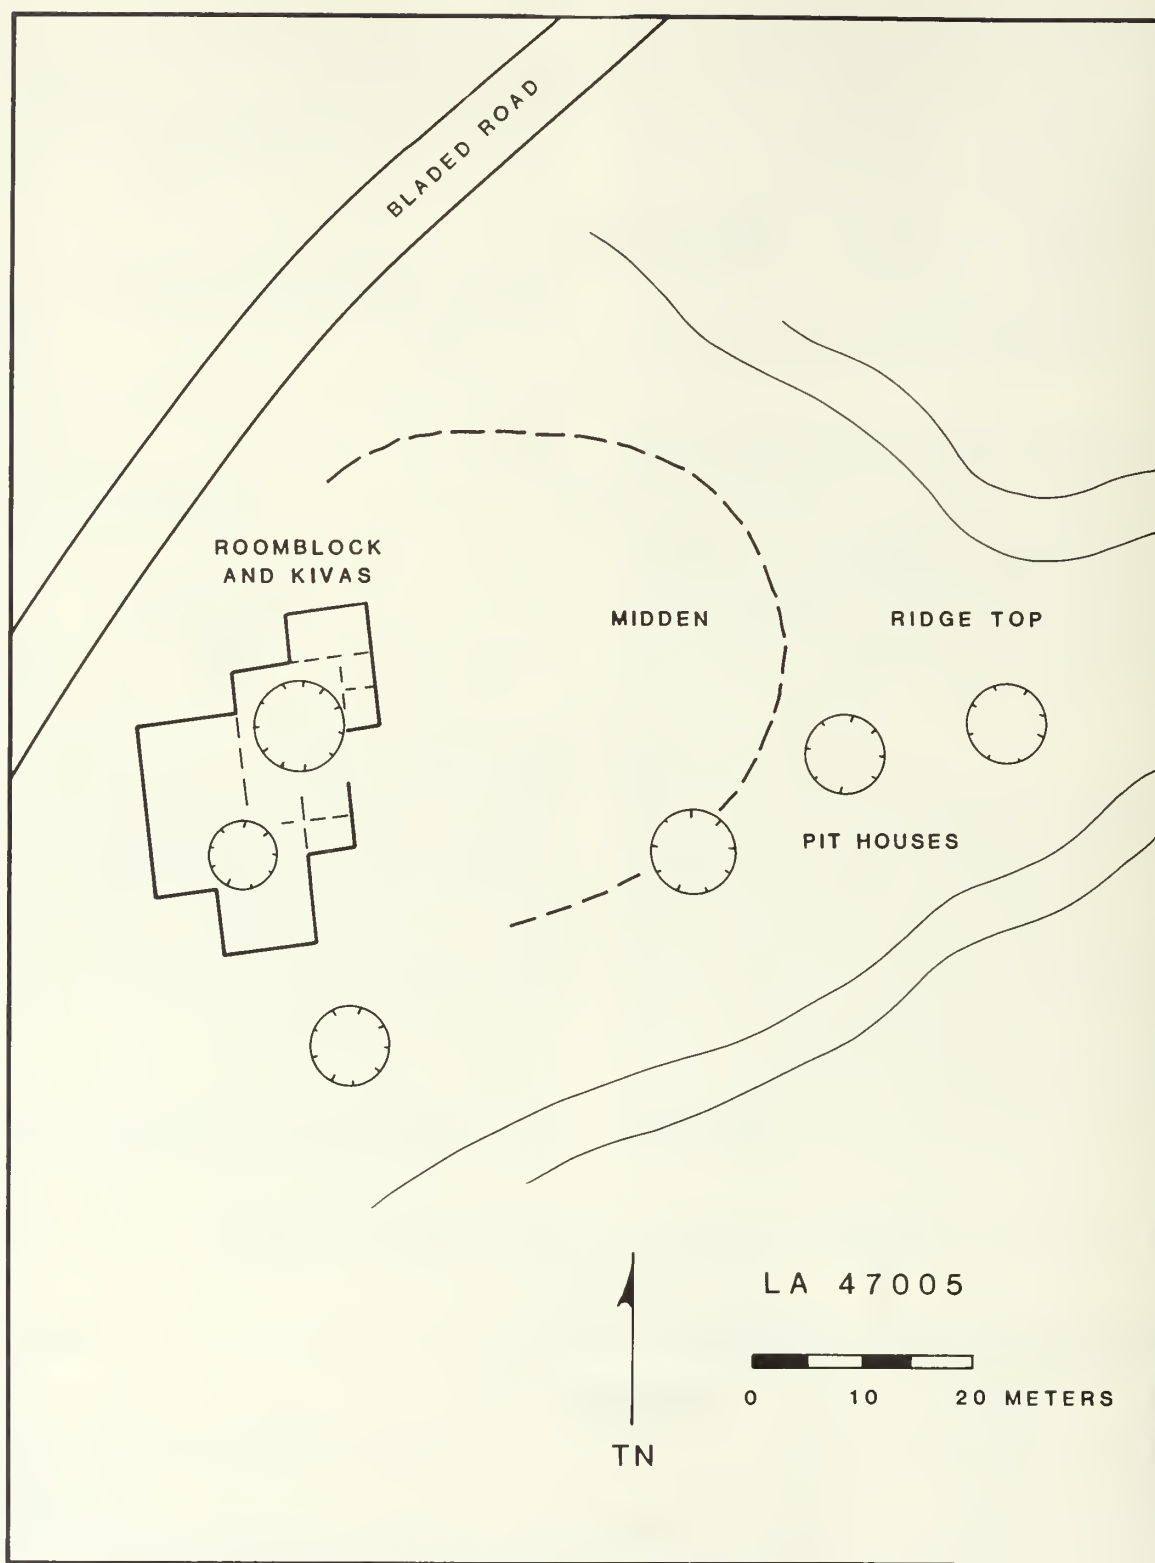 BLADED ROAD
ROOMBLOCK
AND KIVAS
MIDDEN
RIDGE TOP
PIT HOUSES
LA 47005
0 10 20 METERS
TN